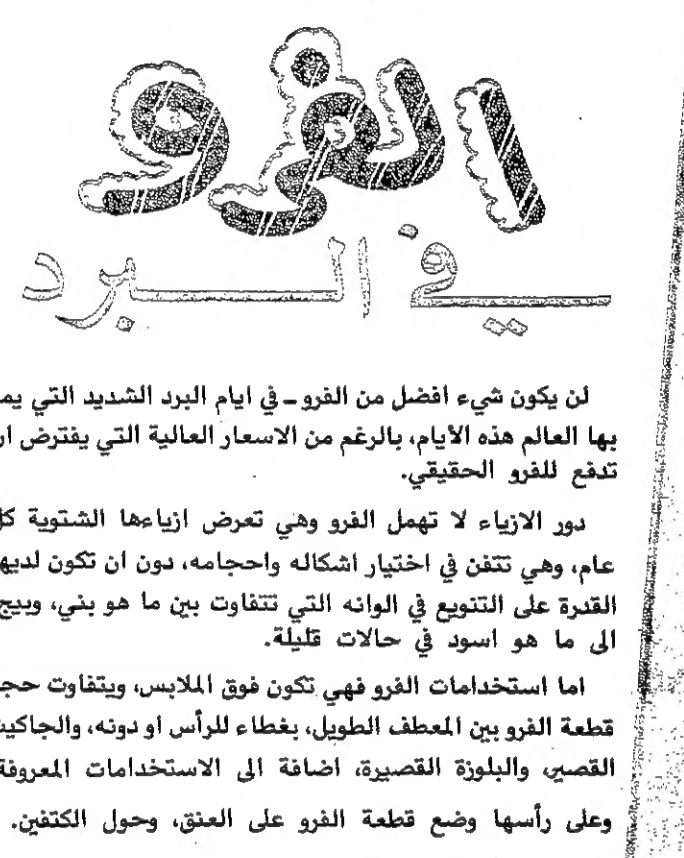 الفرو
في البرد
لن يكون شيء افضل من الفرو ـ في ايام البرد الشديد التي يم
بها العالم هذه الأيام، بالرغم من الاسعار العالية التي يفترض ان
تدفع للفرو الحقيقي.
دور الازياء لا تهمل الفرو وهي تعرض ازياءها الشتوية كل
عام، وهي تتفن في اختيار اشكاله واحجامه، دون ان تكون لديه
القدرة على التنويع في الوانه التي تتفاوت بين ما هو بني، وبيج
الى ما هو اسود في حالات قليلة.
اما استخدامات الفرو فهي تكون فوق الملابس، ويتفاوت حج
قطعة الفرو بين المعطف الطويل، بغطاء للرأس او دونه، والجاكيت
القصير، والبلوزة القصيرة، اضافة الى الاستخدامات المعروفة
وعلى رأسها وضع قطعة الفرو على العنق، وحول الكتفين.